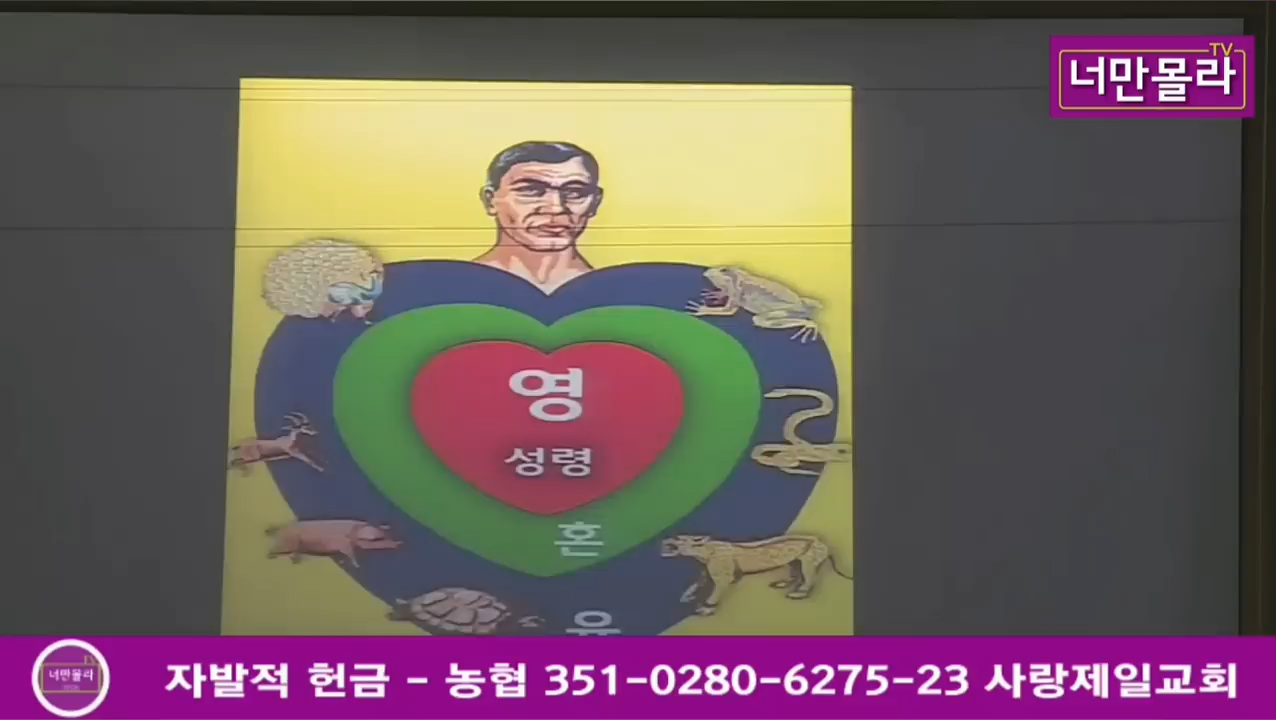 TV
너만몰라
영
성령
혼
육
너만몰라
자발적 헌금 - 농협 351-0280-6275-23 사랑제일교회